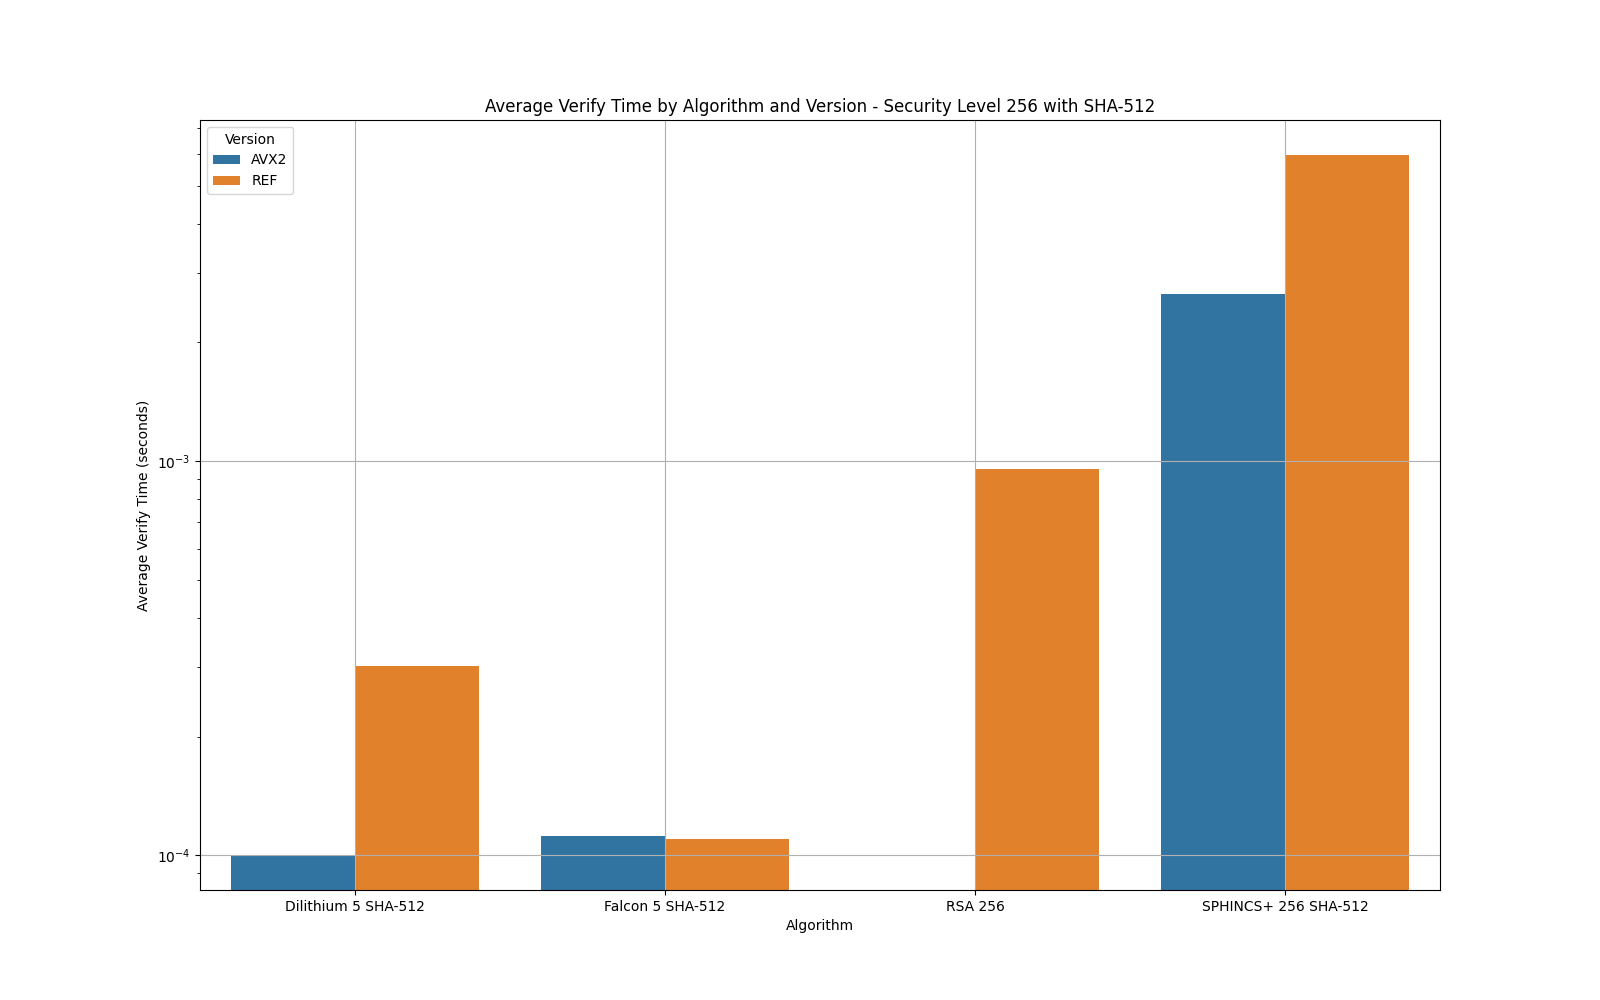 Average Verify Time by Algorithm and Version - Security Level 256 with SHA-512
Version
AVX2
REF
Average Verify Time (seconds)
10⁻³
10⁻⁴
Dilithium 5 SHA-512
Falcon 5 SHA-512
RSA 256
SPHINCS+ 256 SHA-512
Algorithm